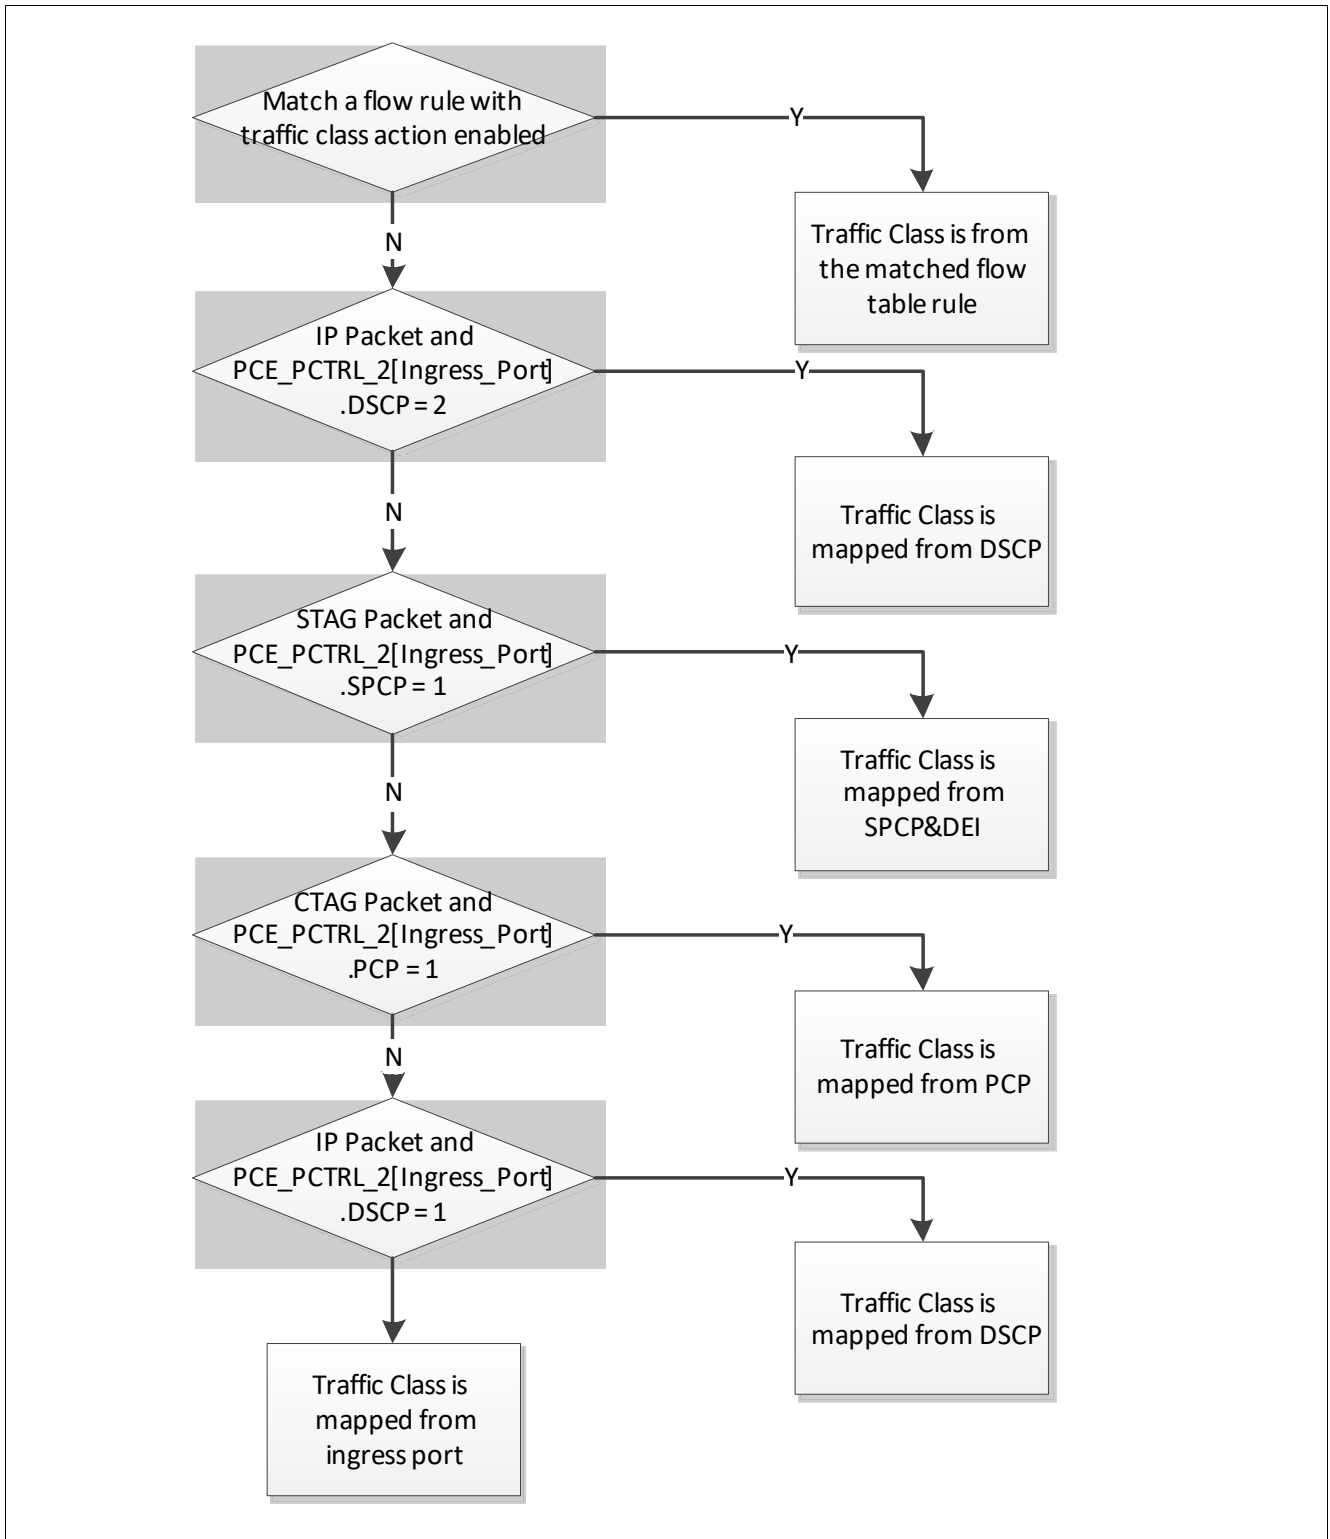 Match a flow rule with
traffic class action enabled
Y
Traffic Class is from
the matched flow
table rule
N
IP Packet and
PCE_PCTRL_2[Ingress_Port]
.DSCP = 2
Y
Traffic Class is
mapped from DSCP
N
STAG Packet and
PCE_PCTRL_2[Ingress_Port]
.SPCP = 1
Y
Traffic Class is
mapped from
SPCP&DEI
N
CTAG Packet and
PCE_PCTRL_2[Ingress_Port]
.PCP = 1
Y
Traffic Class is
mapped from PCP
N
IP Packet and
PCE_PCTRL_2[Ingress_Port]
.DSCP = 1
Y
Traffic Class is
mapped from DSCP
Traffic Class is
mapped from
ingress port